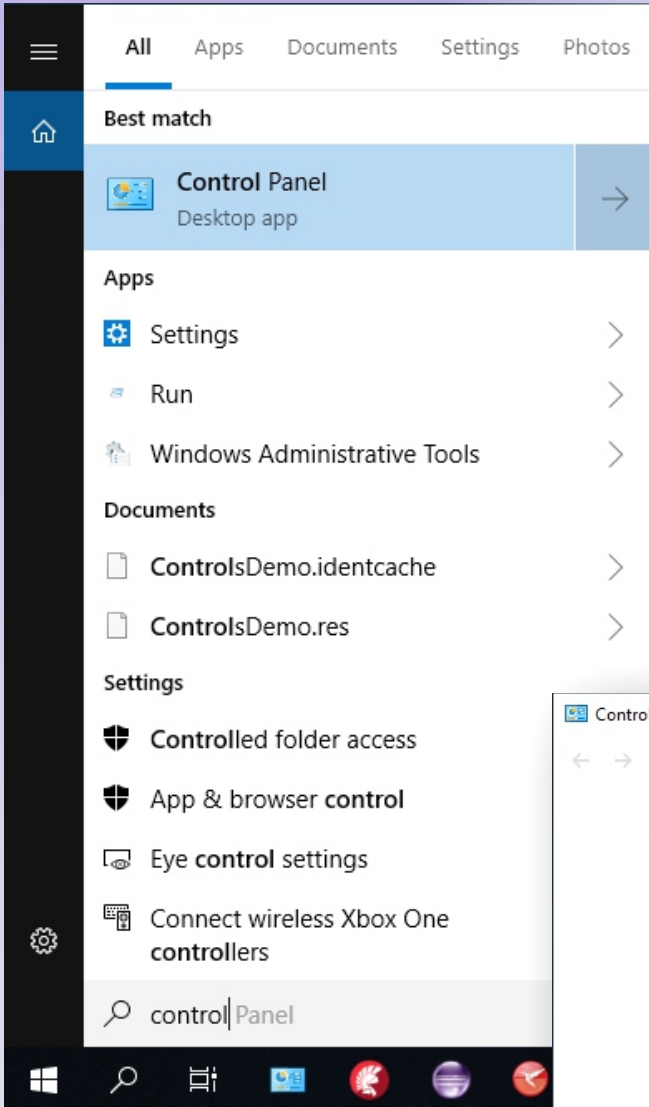 All Apps Documents Settings Photos
Best match
Control Panel
Desktop app
Apps
Settings
Run
Windows Administrative Tools
Documents
ControlsDemo.identcache
ControlsDemo.res
Settings
Controlled folder access
App & browser control
Eye control settings
Connect wireless Xbox One
controllers
control Panel
Control